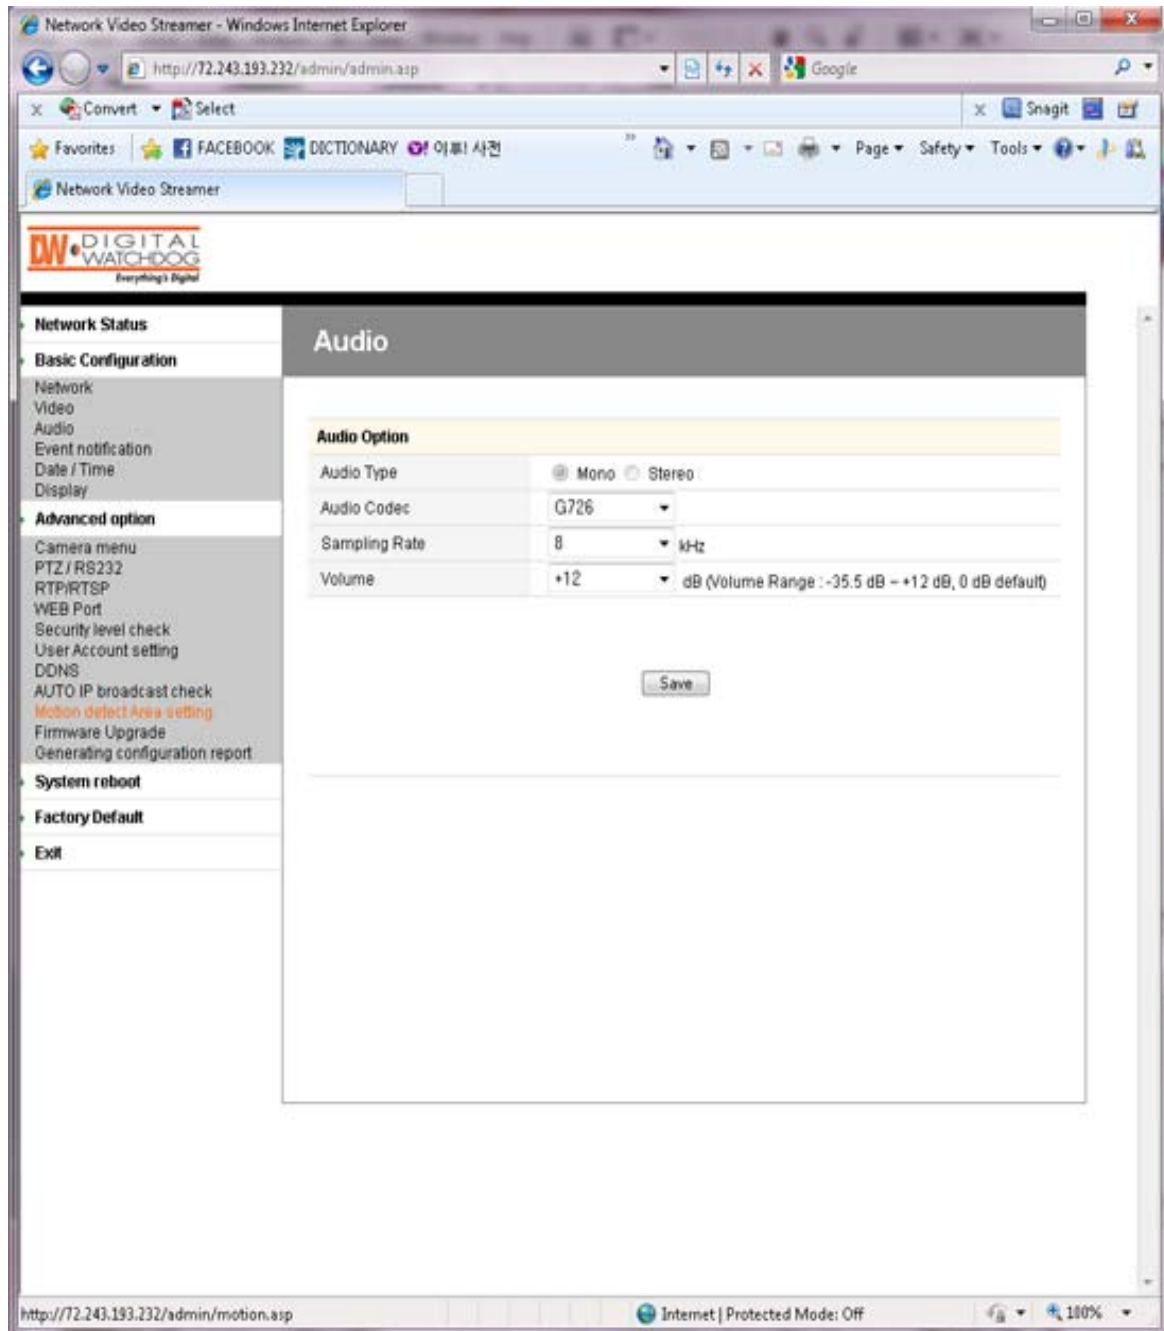 Network Video Streamer - Windows Internet Explorer
http://72.243.193.232/admin/admin.asp
Google
x Convert Select
x Snagit
Favorites FACEBOOK DICTIONARY 야후! 사전
Page Safety Tools
Network Video Streamer
DW DIGITAL WATCHDOG
Everything's Digital
Network Status
Basic Configuration
Network
Video
Audio
Event notification
Date / Time
Display
Advanced option
Camera menu
PTZ / RS232
RTP/RTSP
WEB Port
Security level check
User Account setting
DDNS
AUTO IP broadcast check
Motion detect Area setting
Firmware Upgrade
Generating configuration report
System reboot
Factory Default
Exit
Audio
Audio Option
Audio Type Mono Stereo
Audio Codec G726
Sampling Rate 8 kHz
Volume +12 dB (Volume Range : -35.5 dB ~ +12 dB, 0 dB default)
Save
http://72.243.193.232/admin/motion.asp
Internet | Protected Mode: Off
100%